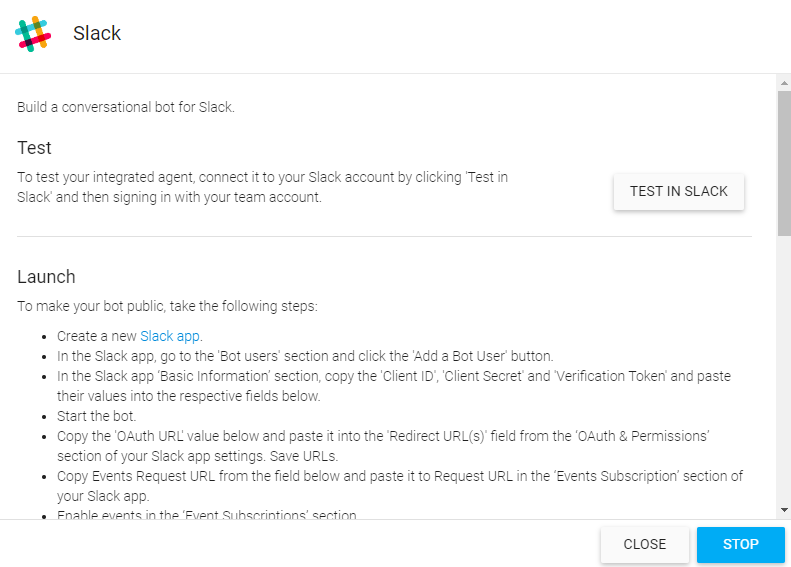 Slack
Build a conversational bot for Slack.
Test
To test your integrated agent, connect it to your Slack account by clicking 'Test in
Slack' and then signing in with your team account.
TEST IN SLACK
Launch
To make your bot public, take the following steps:
Create a new Slack app.
In the Slack app, go to the 'Bot users' section and click the 'Add a Bot User' button.
In the Slack app ‘Basic Information’ section, copy the 'Client ID', 'Client Secret' and 'Verification Token' and paste
their values into the respective fields below.
Start the bot.
Copy the 'OAuth URL' value below and paste it into the 'Redirect URL(s)' field from the ‘OAuth & Permissions’
section of your Slack app settings. Save URLs.
Copy Events Request URL from the field below and paste it to Request URL in the ‘Events Subscription’ section of
your Slack app.
Enable events in the ‘Event Subscriptions’ section
CLOSE
STOP